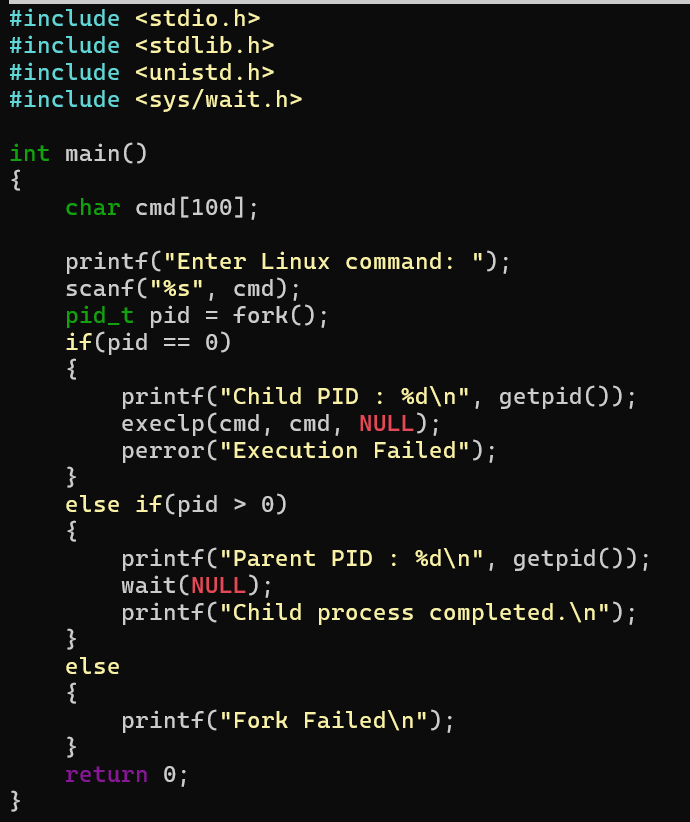 #include <stdio.h>
#include <stdlib.h>
#include <unistd.h>
#include <sys/wait.h>

int main()
{
    char cmd[100];

    printf("Enter Linux command: ");
    scanf("%s", cmd);
    pid_t pid = fork();
    if(pid == 0)
    {
        printf("Child PID : %d\n", getpid());
        execlp(cmd, cmd, NULL);
        perror("Execution Failed");
    }
    else if(pid > 0)
    {
        printf("Parent PID : %d\n", getpid());
        wait(NULL);
        printf("Child process completed.\n");
    }
    else
    {
        printf("Fork Failed\n");
    }
    return 0;
}